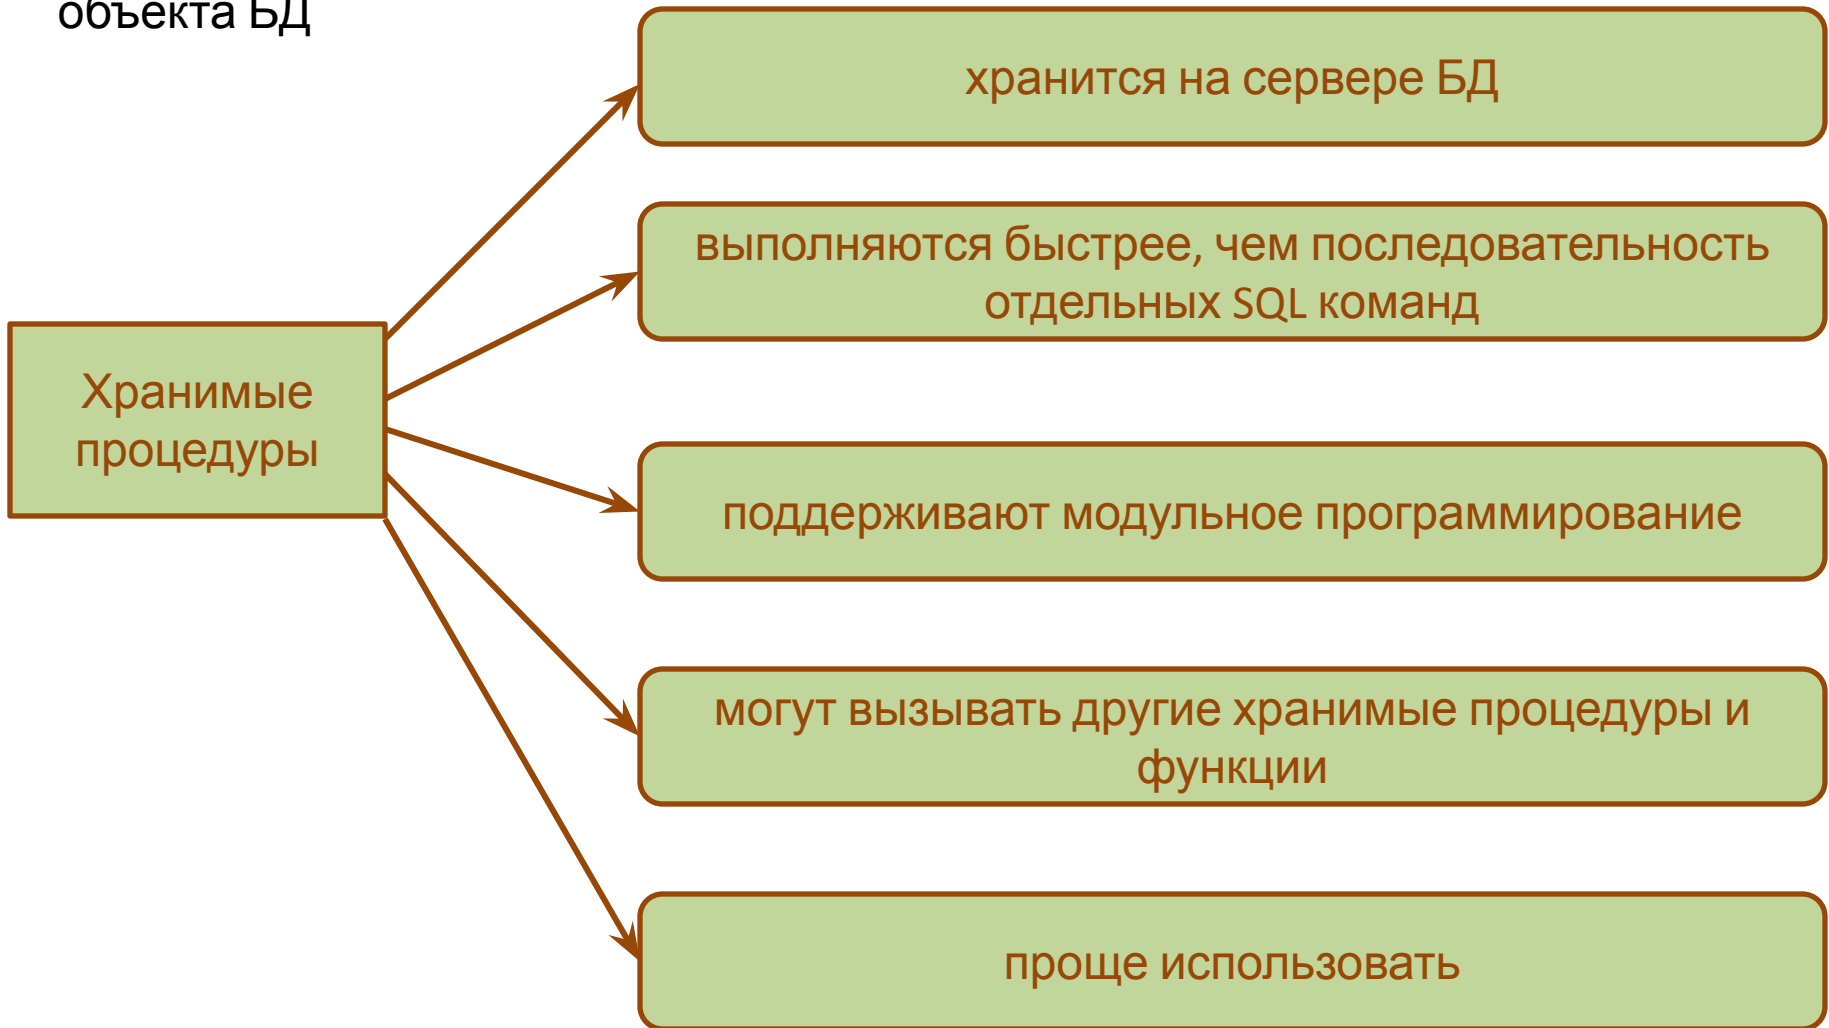 объекта БД
хранится на сервере БД
выполняются быстрее, чем последовательность
отдельных SQL команд
Хранимые
процедуры
поддерживают модульное программирование
могут вызывать другие хранимые процедуры и
функции
проще использовать